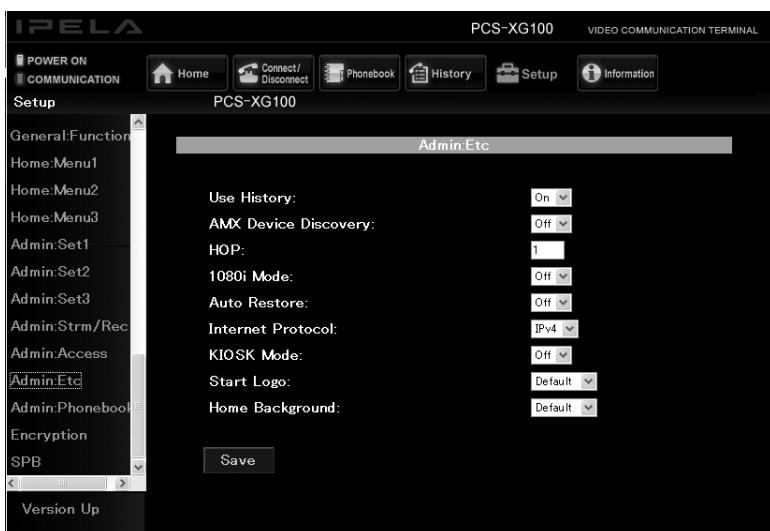 IPELA
PCS-XG100 VIDEO COMMUNICATION TERMINAL
POWER ON
COMMUNICATION
Home
Connect/
Disconnect
Phonebook
History
Setup
Information
Setup PCS-XG100
General:Function
Home:Menu1
Home:Menu2
Home:Menu3
Admin:Set1
Admin:Set2
Admin:Set3
Admin:Strm/Rec
Admin:Access
Admin:Etc
Admin:Phonebook
Encryption
SPB
Version Up
Admin:Etc
Use History: On
AMX Device Discovery: Off
HOP: 1
1080i Mode: Off
Auto Restore: Off
Internet Protocol: IPv4
KIOSK Mode: Off
Start Logo: Default
Home Background: Default
Save